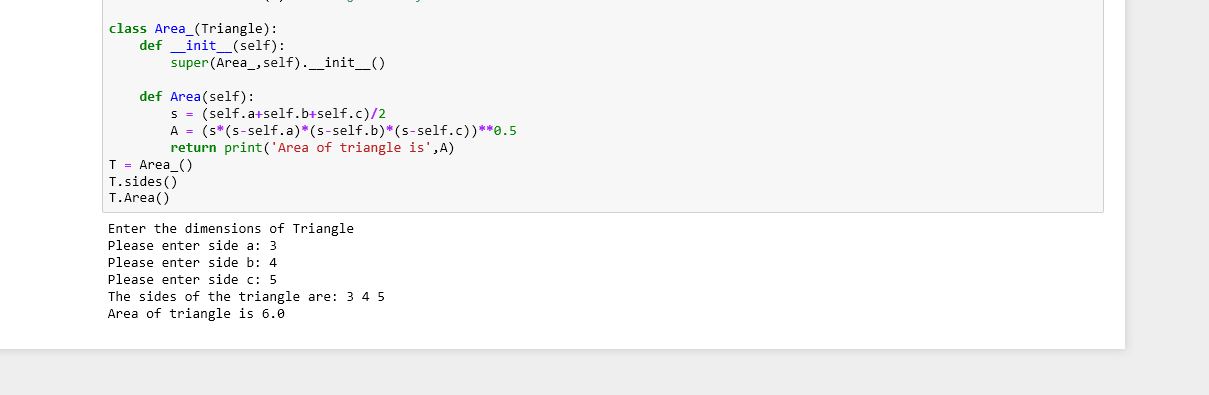 class Area_(Triangle):
    def __init__(self):
        super(Area_,self).__init__()
    def Area(self):
        s = (self.a+self.b+self.c)/2
        A = (s*(s-self.a)*(s-self.b)*(s-self.c))**0.5
        return print('Area of triangle is',A)
T = Area_()
T.sides()
T.Area()
Enter the dimensions of Triangle
Please enter side a: 3
Please enter side b: 4
Please enter side c: 5
The sides of the triangle are: 3 4 5
Area of triangle is 6.0